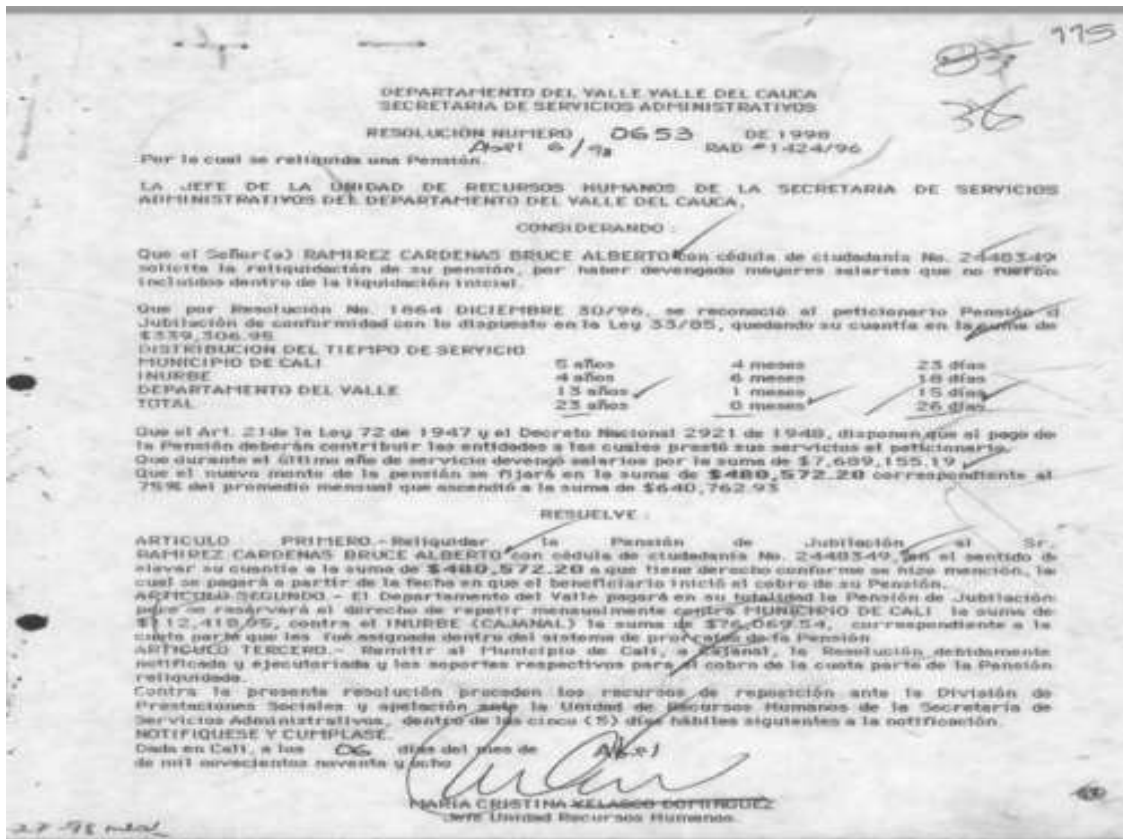 115
36
DEPARTAMENTO DEL VALLE VALLE DEL CAUCA
SECRETARIA DE SERVICIOS ADMINISTRATIVOS
RESOLUCION NUMERO 0653 DE 1998
Abril 6/98 RAD #1424/96
Por la cual se reliquida una Pensión.
LA JEFE DE LA UNIDAD DE RECURSOS HUMANOS DE LA SECRETARIA DE SERVICIOS
ADMINISTRATIVOS DEL DEPARTAMENTO DEL VALLE DEL CAUCA,
CONSIDERANDO :
Que el Señor(a) RAMIREZ CARDENAS BRUCE ALBERTO con cédula de ciudadanía No. 2448349
solicita la reliquidación de su pensión, por haber devengado mayores salarios que no fueron
incluidos dentro de la liquidación inicial.
Que por Resolución No. 1864 DICIEMBRE 30/96, se reconoció al peticionario Pensión d
Jubilación de conformidad con lo dispuesto en la Ley 33/85, quedando su cuantía en la suma de
$339,306.95
DISTRIBUCION DEL TIEMPO DE SERVICIO
MUNICIPIO DE CALI 5 años 4 meses 23 días
INURBE 4 años 6 meses 18 días
DEPARTAMENTO DEL VALLE 13 años 1 meses 15 días
TOTAL 23 años 0 meses 26 días
Que el Art. 21 de la Ley 72 de 1947 y el Decreto Nacional 2921 de 1948, disponen que al pago de
la Pensión deberán contribuir las entidades a las cuales prestó sus servicios el peticionario.
Que durante el último año de servicio devengó salarios por la suma de $7,689,155.19
Que el nuevo monto de la pensión se fijará en la suma de $480,572.20 correspondiente al
75% del promedio mensual que ascendió a la suma de $640,762.93
RESUELVE :
ARTICULO PRIMERO.- Reliquidar la Pensión de Jubilación al Sr.
RAMIREZ CARDENAS BRUCE ALBERTO con cédula de ciudadanía No. 2448349, en el sentido d
elevar su cuantía a la suma de $480,572.20 a que tiene derecho conforme se hizo mención, la
cual se pagará a partir de la fecha en que el beneficiario inició el cobro de su Pensión.
ARTICULO SEGUNDO.- El Departamento del Valle pagará en su totalidad la Pensión de Jubilación
pero se reservará el derecho de repetir mensualmente contra MUNICIPIO DE CALI la suma de
$112,418.95, contra el INURBE (CAJANAL) la suma de $76,069.54, correspondiente a la
cuota parte que les fué asignada dentro del sistema de prorrateo de la Pensión
ARTICULO TERCERO.- Remitir al Municipio de Cali, a Cajanal, la Resolución debidamente
notificada y ejecutoriada y los soportes respectivos para el cobro de la cuota parte de la Pensión
reliquidada.
Contra la presente resolución proceden los recursos de reposición ante la División de
Prestaciones Sociales y apelación ante la Unidad de Recursos Humanos de la Secretaría de
Servicios Administrativos, dentro de los cinco (5) días hábiles siguientes a la notificación.
NOTIFIQUESE Y CUMPLASE.
Dada en Cali, a los 06 días del mes de Abril
de mil novecientos noventa y ocho
MARIA CRISTINA VELASCO DOMINGUEZ
Jefe Unidad Recursos Humanos.